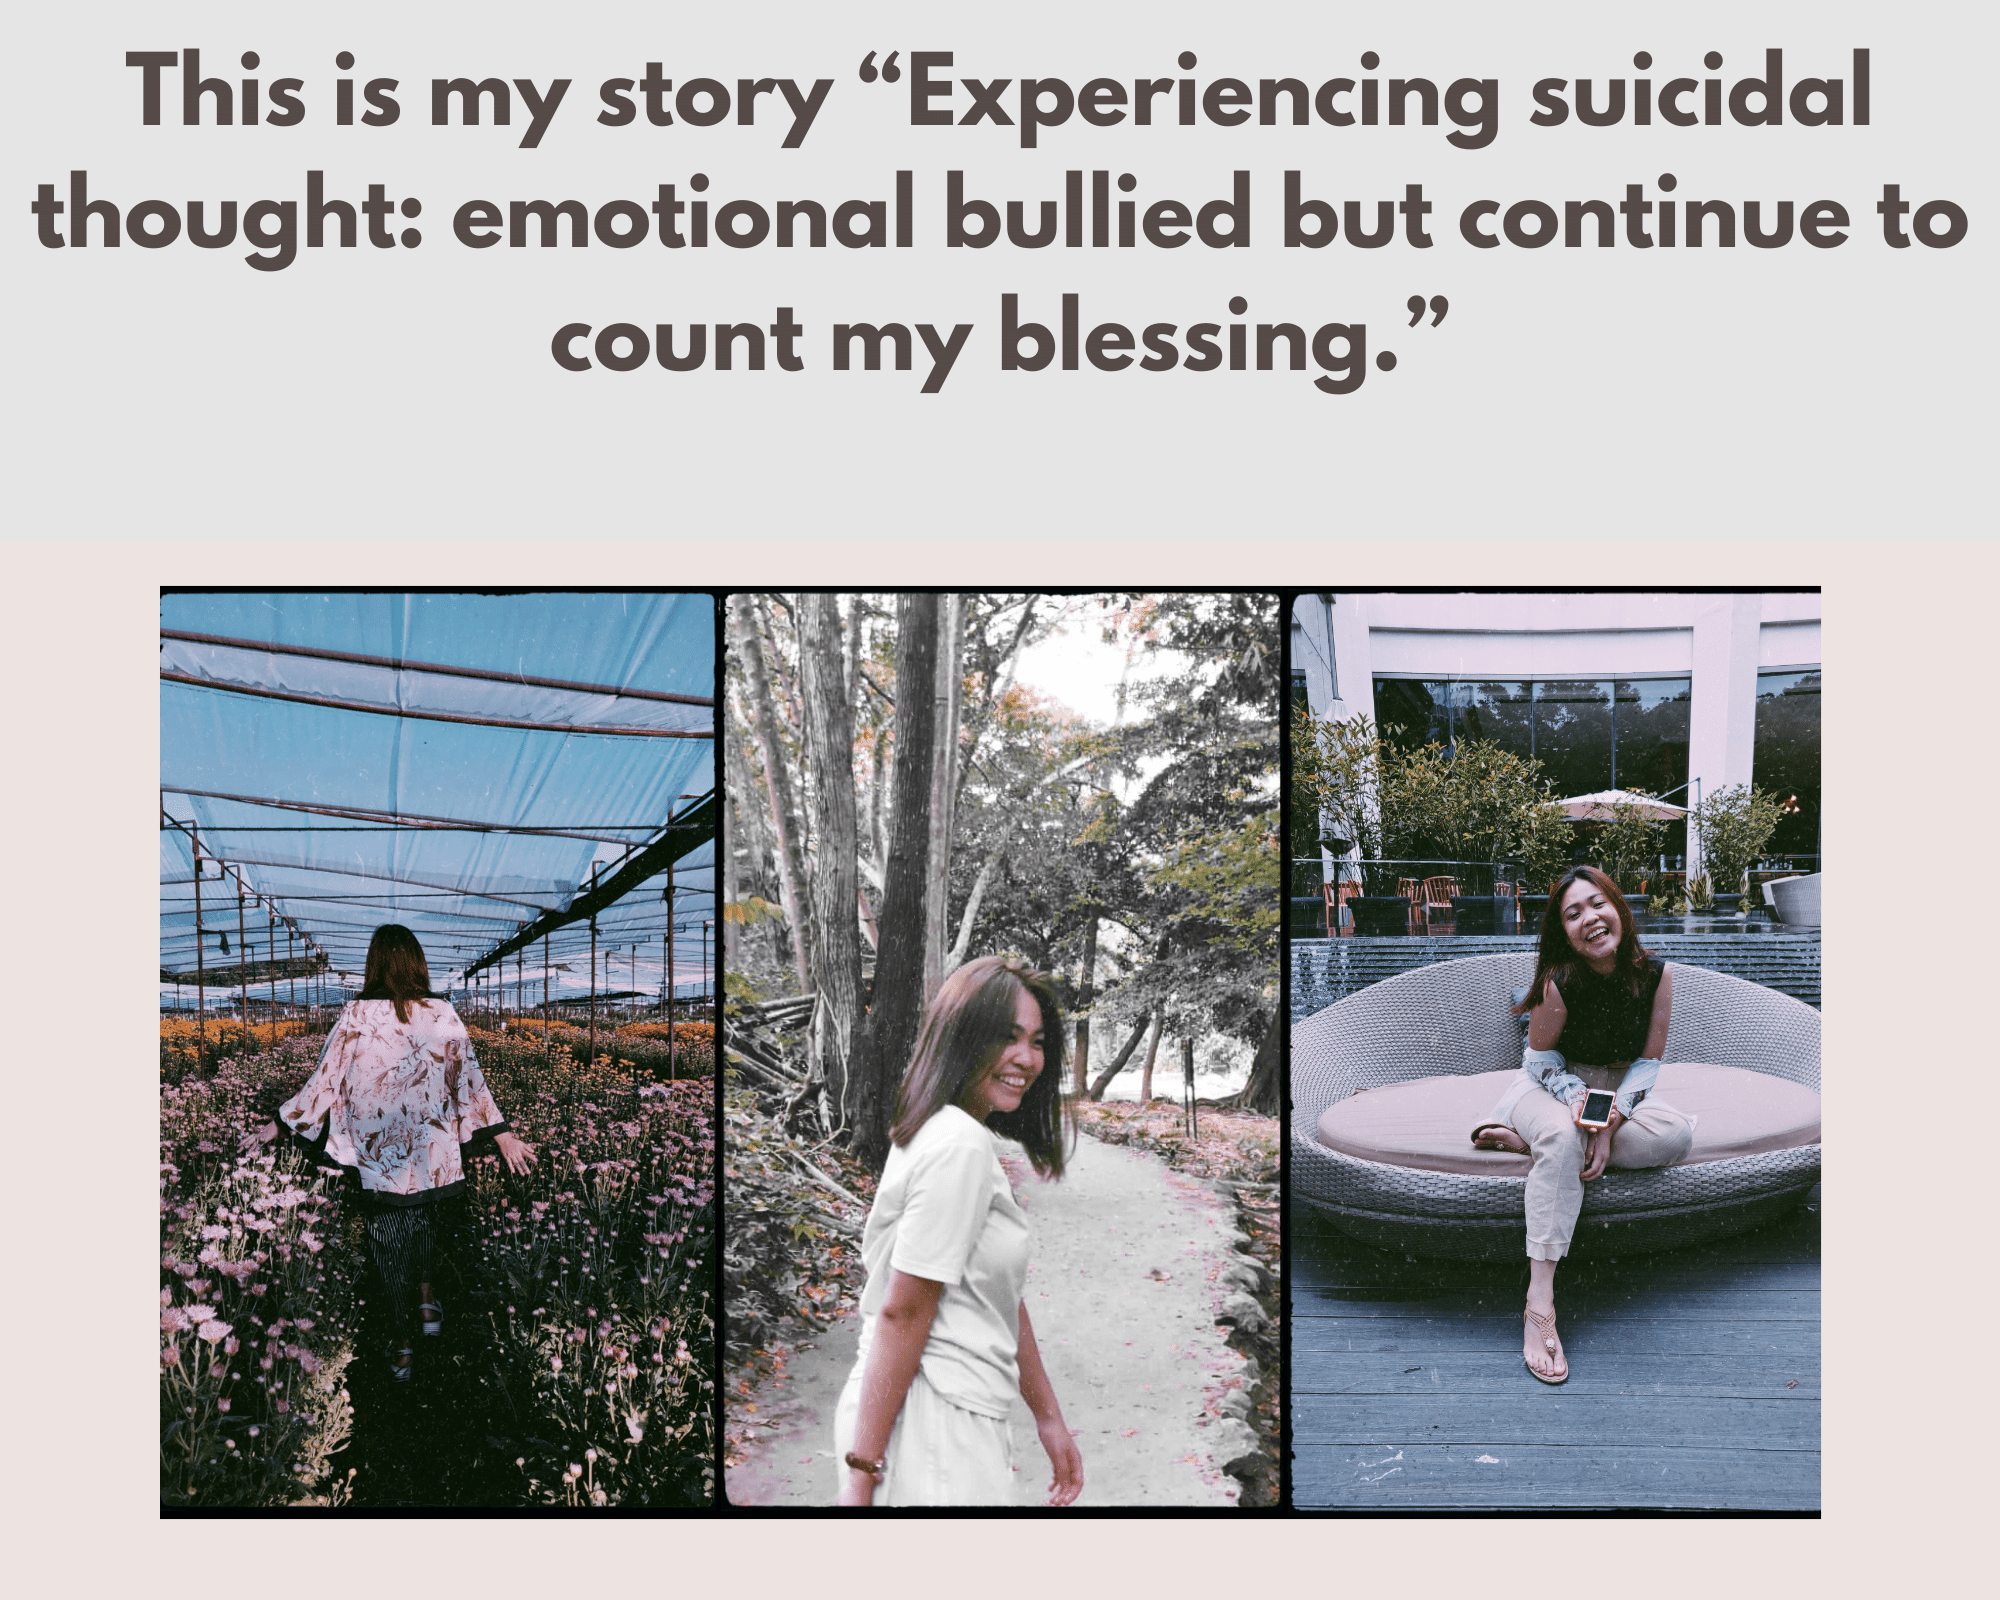 This is my story “Experiencing suicidal
thought: emotional bullied but continue to
count my blessing.”